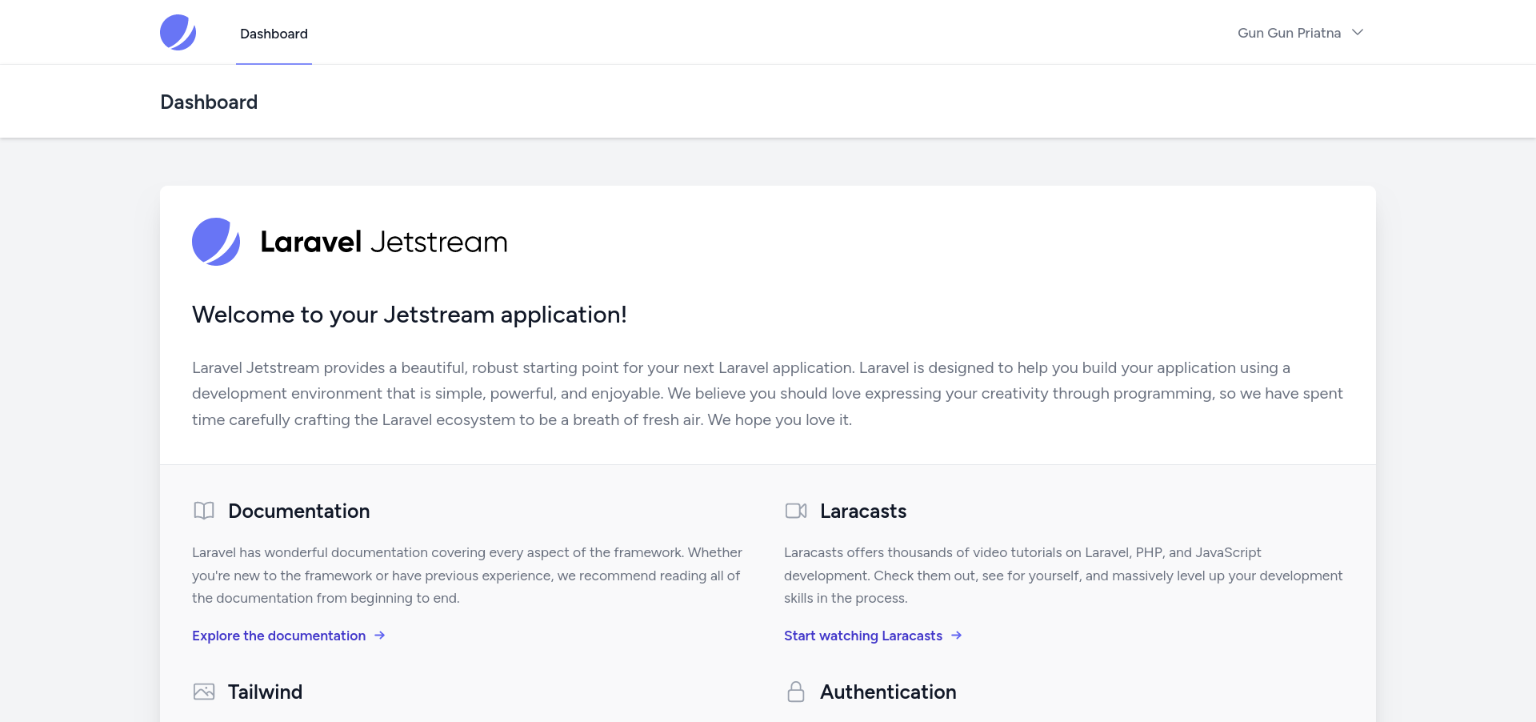 Dashboard
Gun Gun Priatna
Dashboard
Laravel Jetstream
Welcome to your Jetstream application!
Laravel Jetstream provides a beautiful, robust starting point for your next Laravel application. Laravel is designed to help you build your application using a
development environment that is simple, powerful, and enjoyable. We believe you should love expressing your creativity through programming, so we have spent
time carefully crafting the Laravel ecosystem to be a breath of fresh air. We hope you love it.
Documentation
Laravel has wonderful documentation covering every aspect of the framework. Whether
you're new to the framework or have previous experience, we recommend reading all of
the documentation from beginning to end.
Explore the documentation
Laracasts
Laracasts offers thousands of video tutorials on Laravel, PHP, and JavaScript
development. Check them out, see for yourself, and massively level up your development
skills in the process.
Start watching Laracasts
Tailwind
Authentication